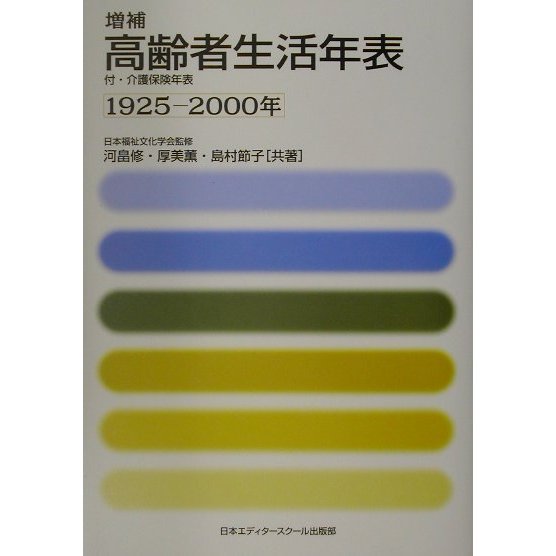 増補
高齢者生活年表
付・介護保険年表
1925−2000年
日本福祉文化学会監修
河畠修・厚美薫・島村節子[共著]
日本エディタースクール出版部